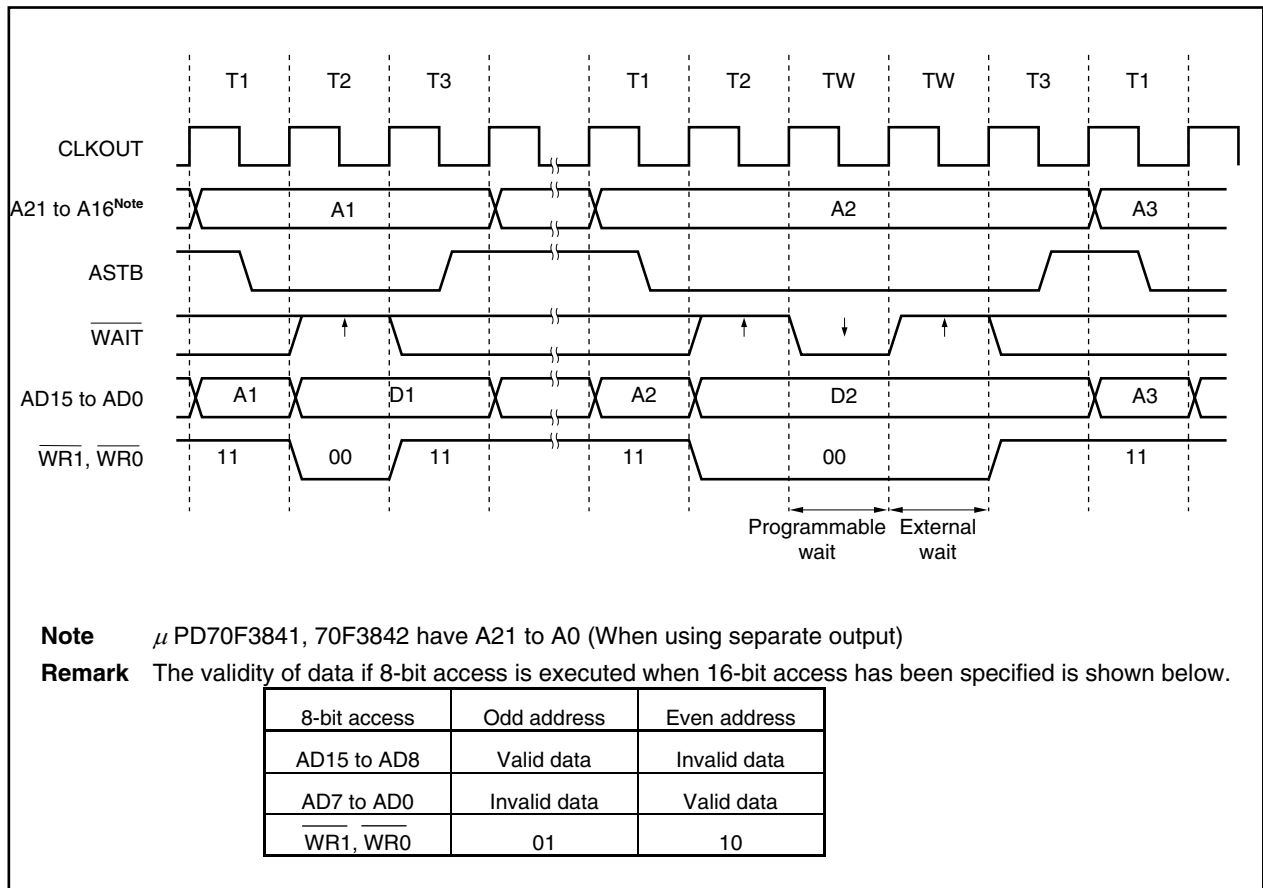 T1 T2 T3 T1 T2 TW TW T3 T1
CLKOUT
A21 to A16Note A1 A2 A3
ASTB
WAIT
AD15 to AD0 A1 D1 A2 D2 A3
WR1, WR0 11 00 11 11 00 11
Programmable wait
External wait
Note μ PD70F3841, 70F3842 have A21 to A0 (When using separate output)
Remark The validity of data if 8-bit access is executed when 16-bit access has been specified is shown below.
8-bit access Odd address Even address
AD15 to AD8 Valid data Invalid data
AD7 to AD0 Invalid data Valid data
WR1, WR0 01 10